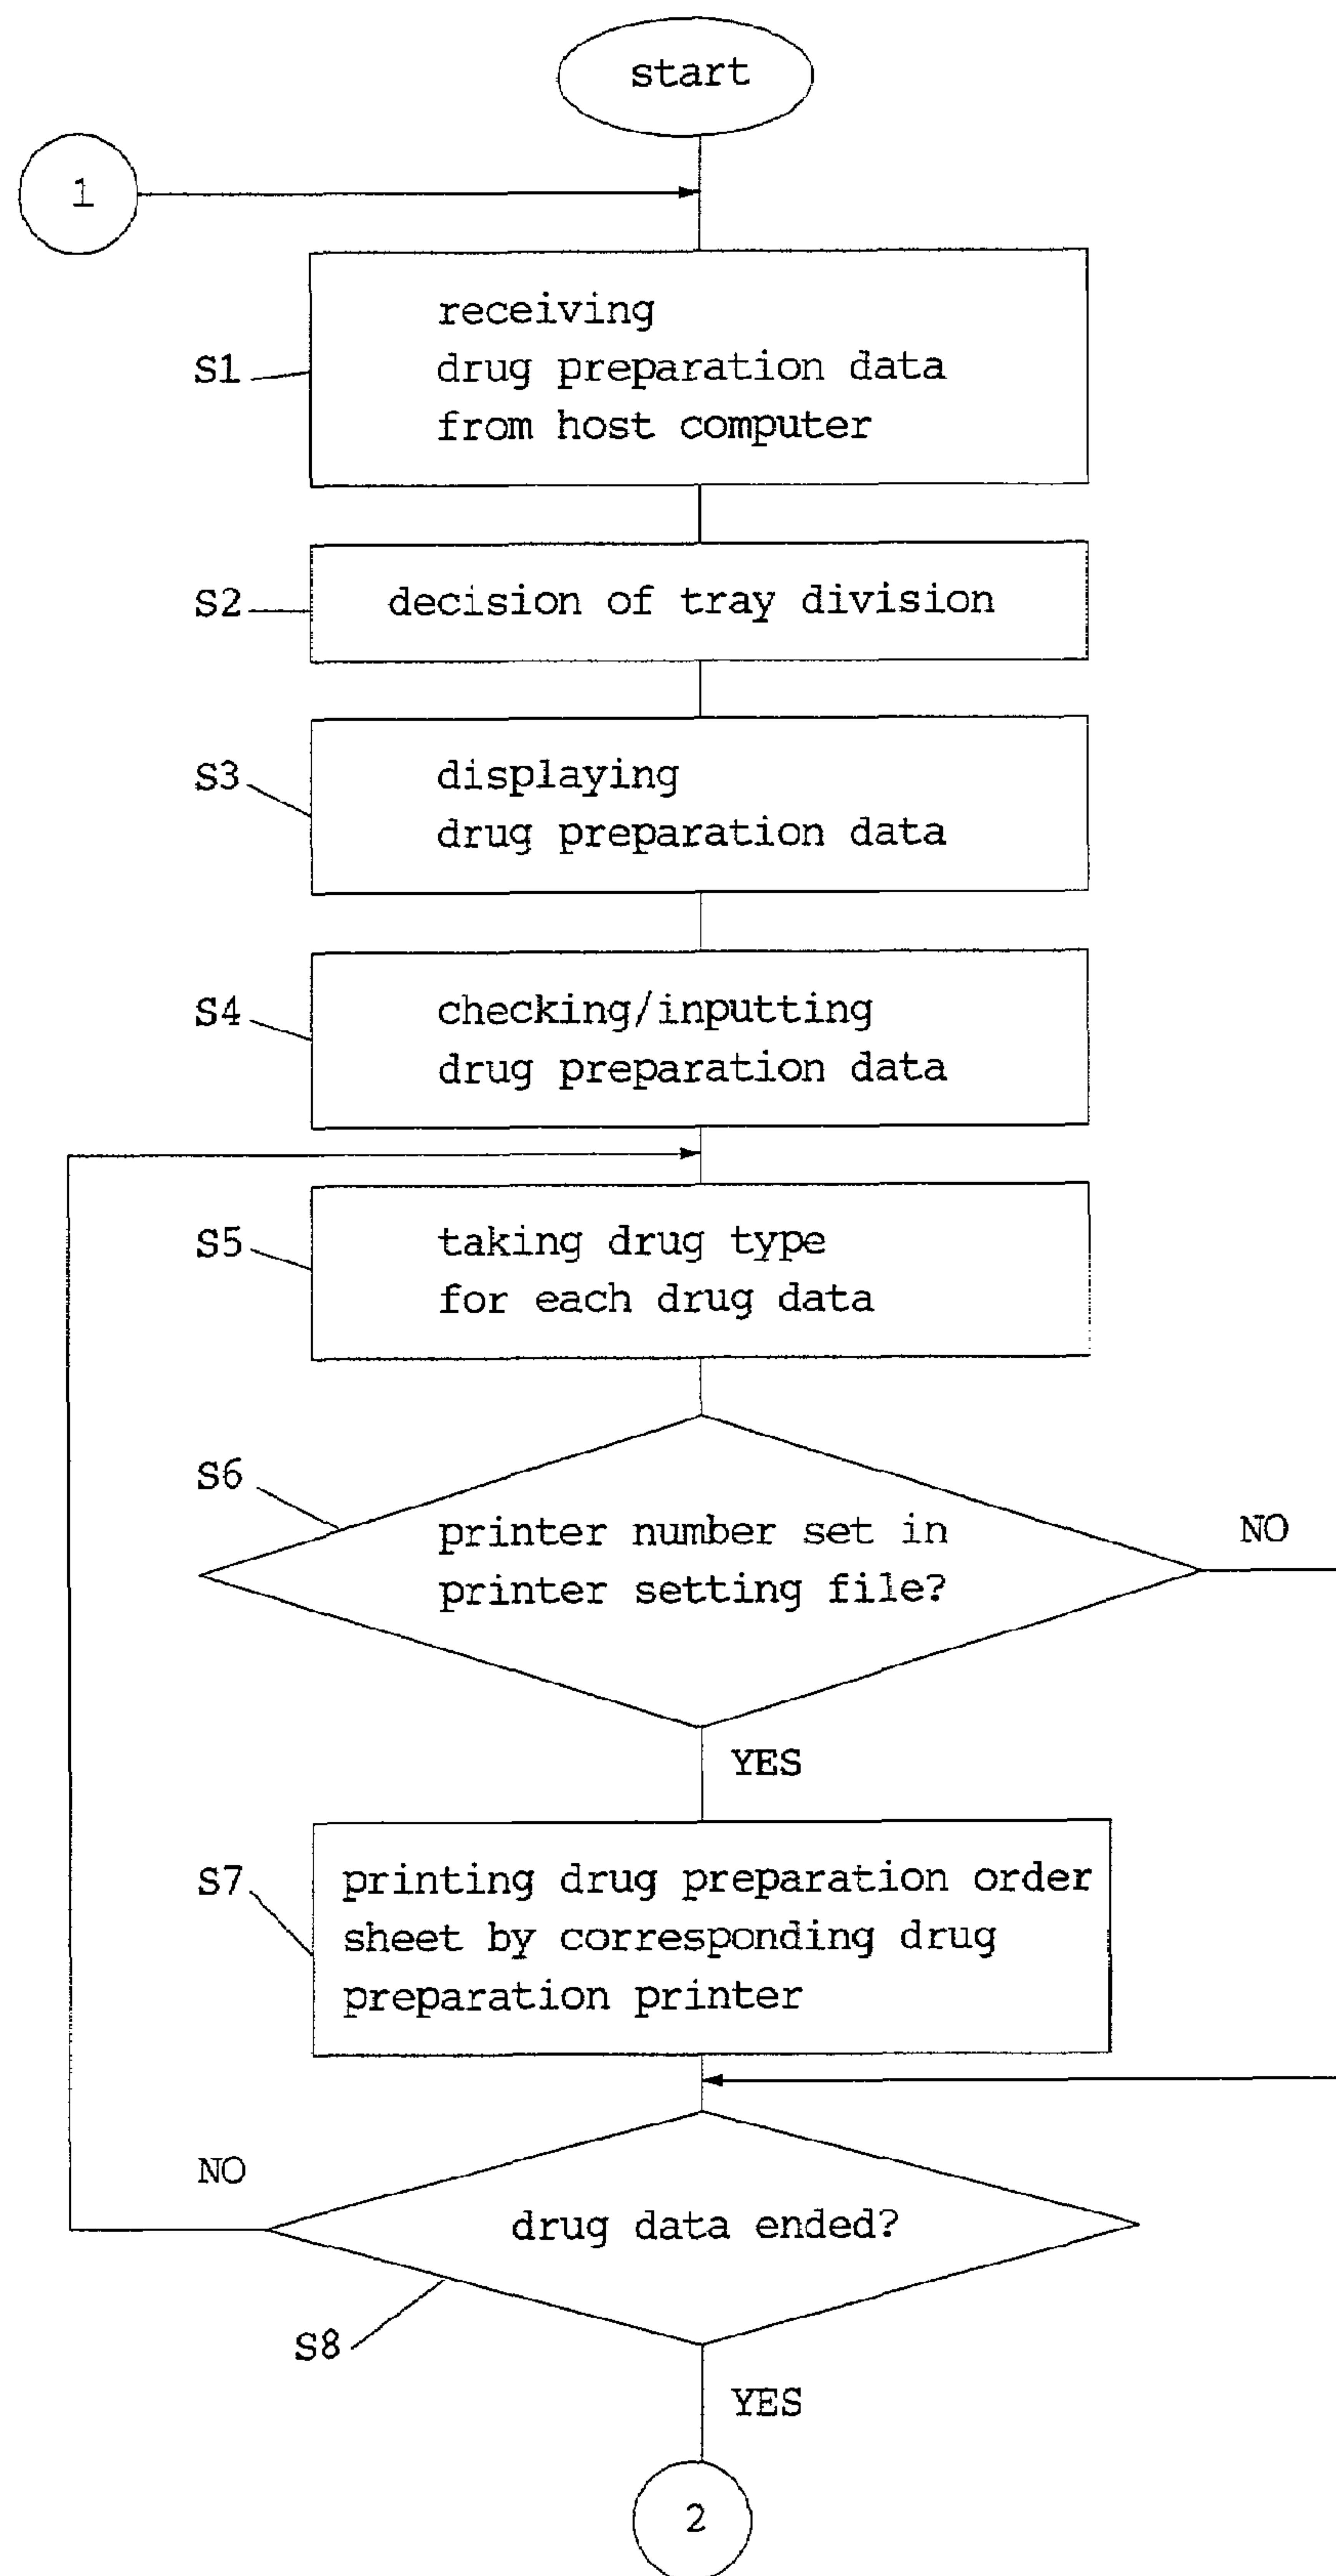 start
1
receiving
S1
drug preparation data
from host computer
S2
decision of tray division
S3
displaying
drug preparation data
S4
checking/inputting
drug preparation data
S5
taking drug type
for each drug data
S6
printer number set in
NO
printer setting file?
YES
S7
printing drug preparation order
sheet by corresponding drug
preparation printer
NO
drug data ended?
S8
YES
2